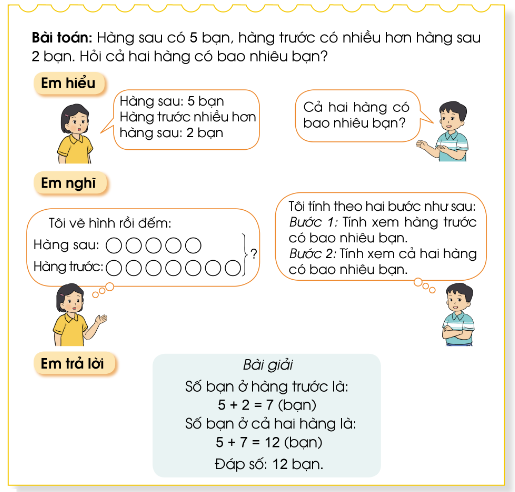 Bài toán: Hàng sau có 5 bạn, hàng trước có nhiều hơn hàng sau
2 bạn. Hỏi cả hai hàng có bao nhiêu bạn?
Em hiểu
Hàng sau: 5 bạn
Hàng trước nhiều hơn
hàng sau: 2 bạn
Cả hai hàng có
bao nhiêu bạn?
Em nghĩ
Tôi vẽ hình rồi đếm:
Hàng sau:
Hàng trước:
?
Tôi tính theo hai bước như sau:
Bước 1: Tính xem hàng trước
có bao nhiêu bạn.
Bước 2: Tính xem cả hai hàng
có bao nhiêu bạn.
Em trả lời
Bài giải
Số bạn ở hàng trước là:
5 + 2 = 7 (bạn)
Số bạn ở cả hai hàng là:
5 + 7 = 12 (bạn)
Đáp số: 12 bạn.